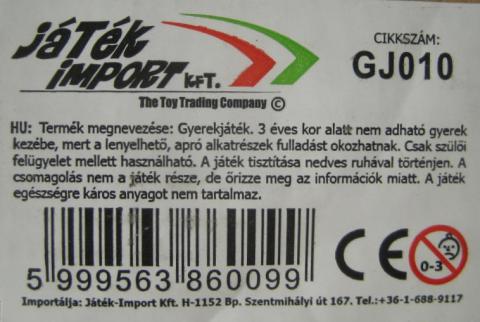 JáTék
CIKKSZÁM:
IMPORT KFT.
GJ010
The Toy Trading Company ©
HU: Termék megnevezése: Gyerekjáték. 3 éves kor alatt nem adható gyerek
kezébe, mert a lenyelhető, apró alkatrészek fulladást okozhatnak. Csak szülői
felügyelet mellett használható. A játék tisztítása nedves ruhával történjen. A
csomagolás nem a játék része, de őrizze meg az információk miatt. A játék
egészségre káros anyagot nem tartalmaz.
CE
0-3
5 999563 860099
Importálja: Játék-Import Kft. H-1152 Bp. Szentmihályi út 167. Tel.:+36-1-688-9117